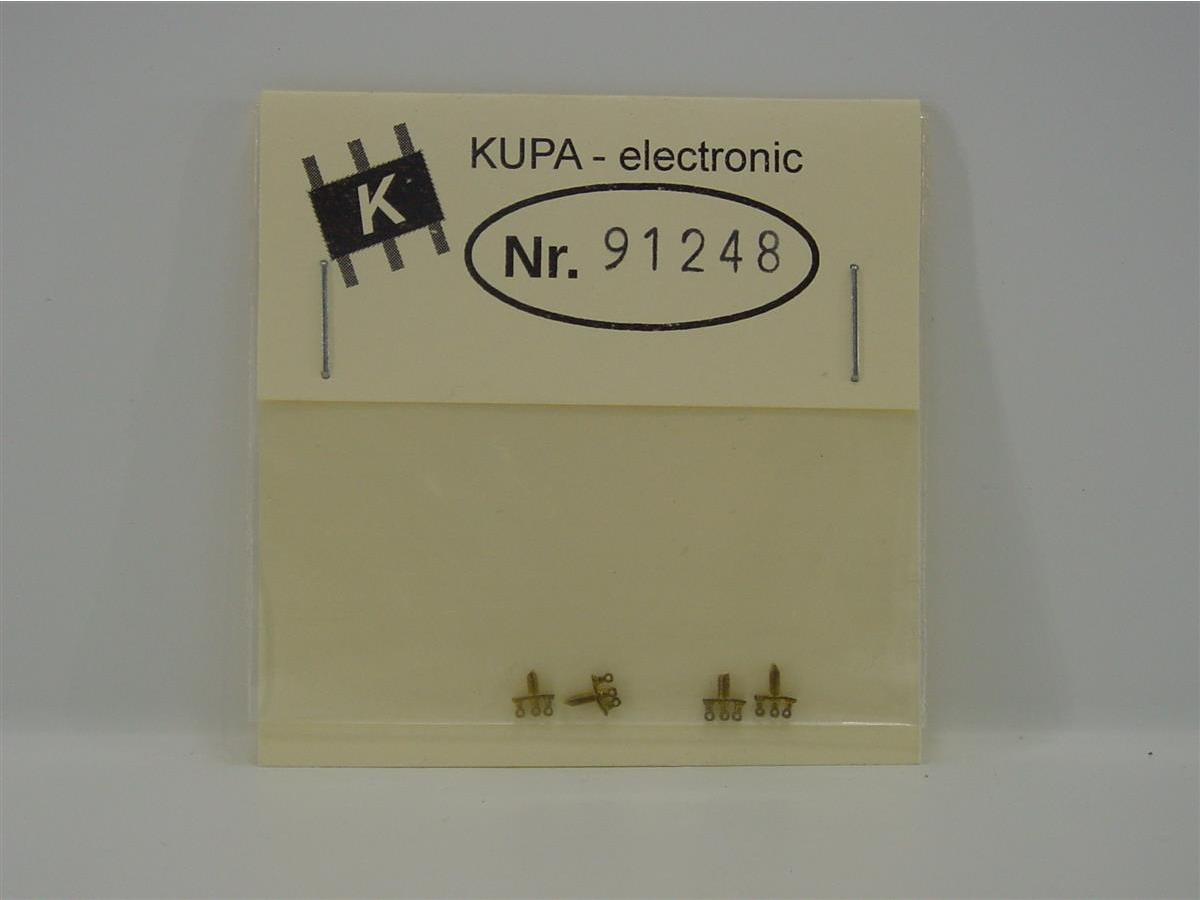 KUPA - electronic
K
Nr. 91248